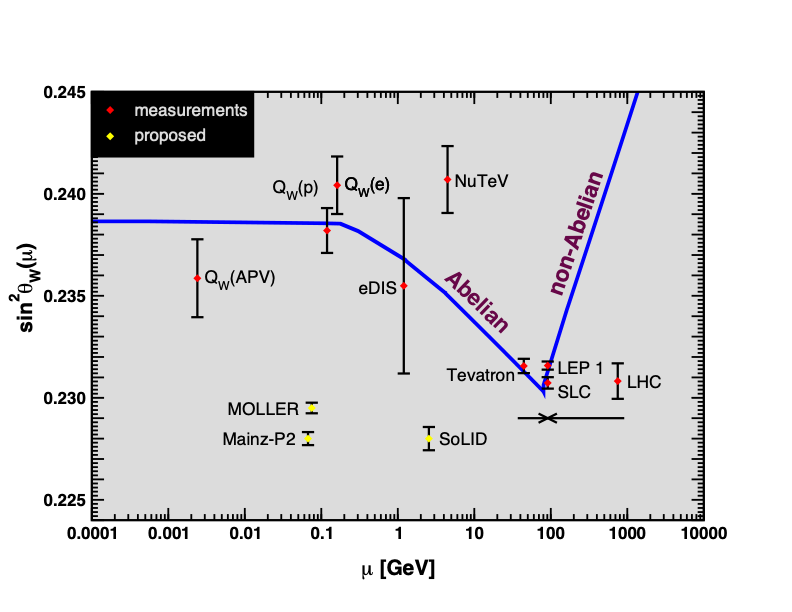 0.245
measurements
proposed
0.240
0.235
0.230
0.225
sin²θ_W(μ)
Q_W(p)
Q_W(e)
NuTeV
Q_W(APV)
eDIS
Abelian
non-Abelian
Tevatron
LEP 1
SLC
LHC
MOLLER
Mainz-P2
SoLID
0.0001 0.001 0.01 0.1 1 10 100 1000 10000
μ [GeV]